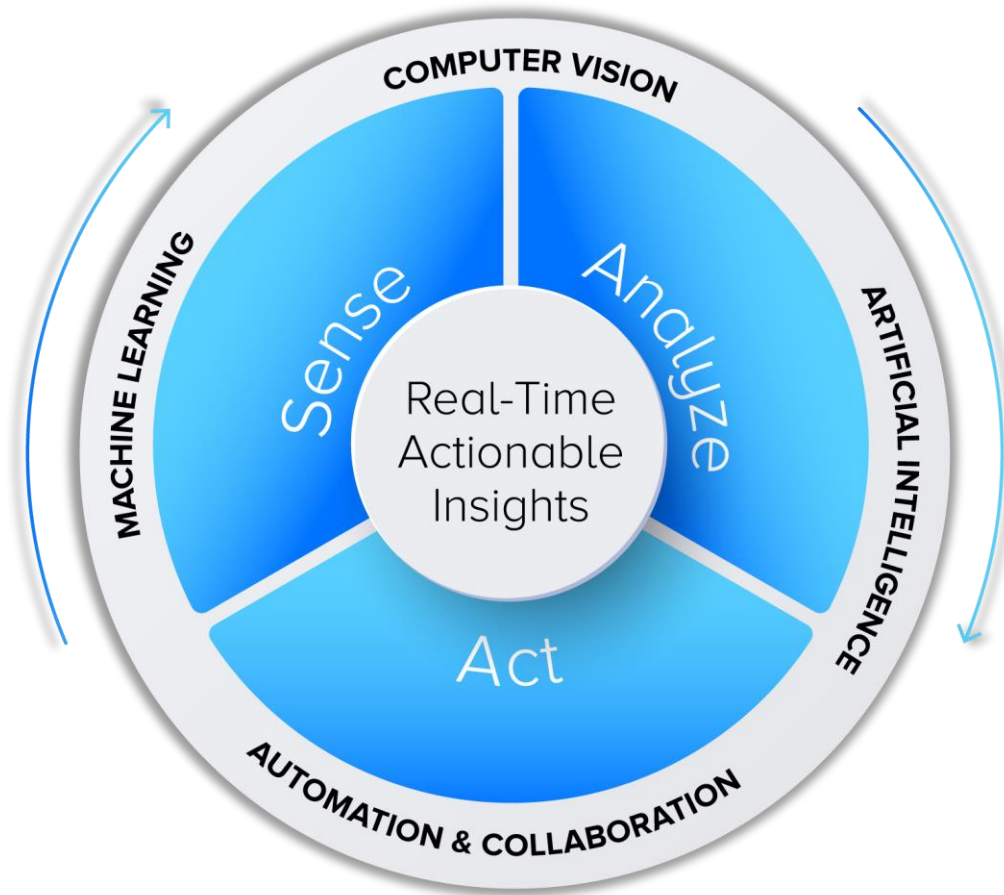 COMPUTER VISION
MACHINE LEARNING
Sense
Analyze
ARTIFICIAL INTELLIGENCE
Real-Time
Actionable
Insights
Act
AUTOMATION & COLLABORATION